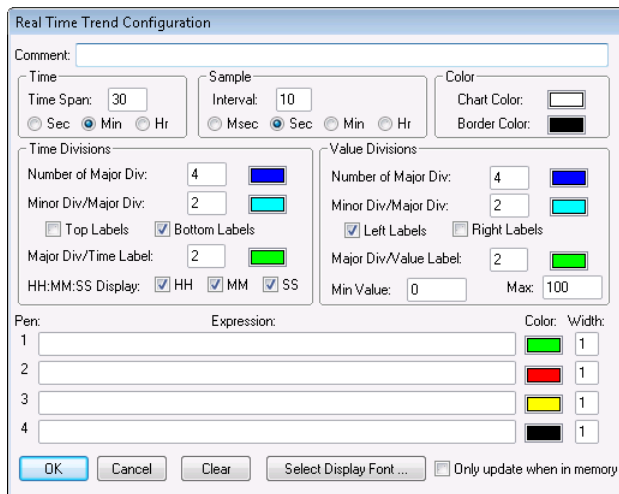 Real Time Trend Configuration
Comment:
Time
Sample
Color
Time Span: 30
Interval: 10
Chart Color:
Sec Min Hr
Msec Sec Min Hr
Border Color:
Time Divisions
Value Divisions
Number of Major Div: 4
Number of Major Div: 4
Minor Div/Major Div: 2
Minor Div/Major Div: 2
Top Labels Bottom Labels
Left Labels Right Labels
Major Div/Time Label: 2
Major Div/Value Label: 2
HH:MM:SS Display: HH MM SS
Min Value: 0 Max: 100
Pen: Expression: Color: Width:
1 1
2 1
3 1
4 1
OK Cancel Clear Select Display Font ... Only update when in memory